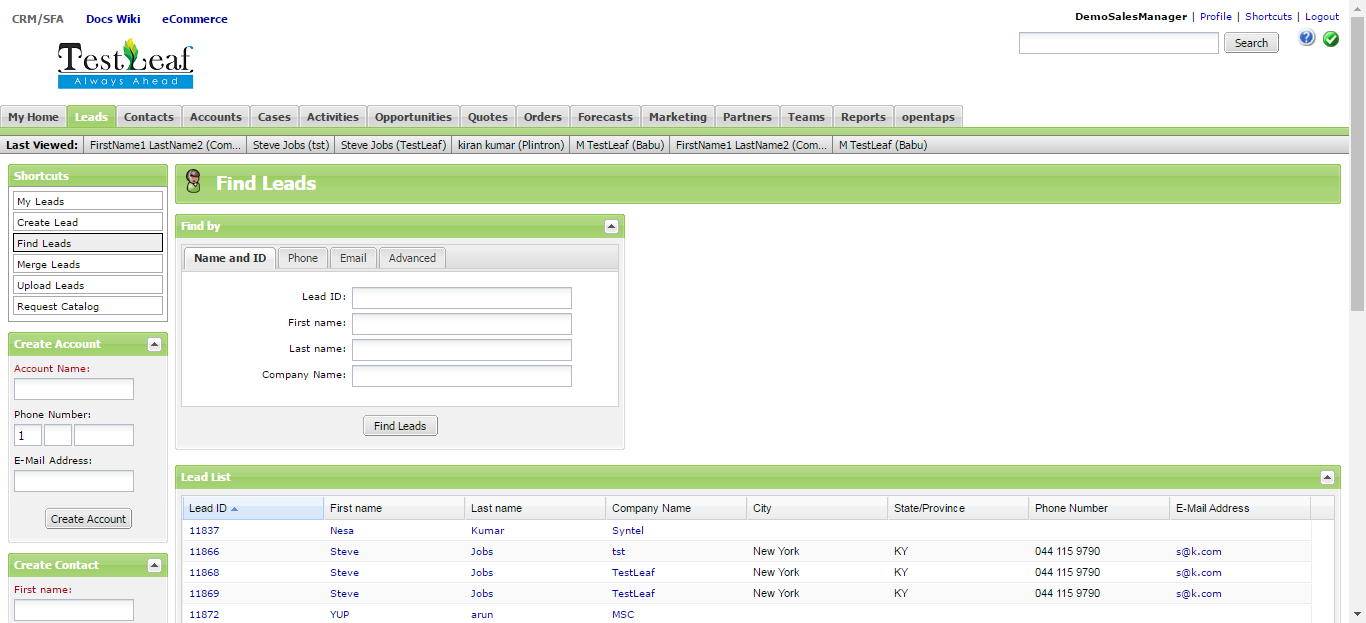 CRM/SFA Docs Wiki eCommerce
DemoSalesManager | Profile | Shortcuts | Logout
TestLeaf
Always Ahead
Search
My Home Leads Contacts Accounts Cases Activities Opportunities Quotes Orders Forecasts Marketing Partners Teams Reports opentaps
Last Viewed: FirstName1 LastName2 (Com... Steve Jobs (tst) Steve Jobs (TestLeaf) kiran kumar (Plintron) M TestLeaf (Babu) FirstName1 LastName2 (Com... M TestLeaf (Babu)
Shortcuts
My Leads
Create Lead
Find Leads
Merge Leads
Upload Leads
Request Catalog
Create Account
Account Name:
Phone Number:
1
E-Mail Address:
Create Account
Create Contact
First name:
Find Leads
Find by
Name and ID Phone Email Advanced
Lead ID:
First name:
Last name:
Company Name:
Find Leads
Lead List
Lead ID First name Last name Company Name City State/Province Phone Number E-Mail Address
11837 Nesa Kumar Syntel
11866 Steve Jobs tst New York KY 044 115 9790 s@k.com
11868 Steve Jobs TestLeaf New York KY 044 115 9790 s@k.com
11869 Steve Jobs TestLeaf New York KY 044 115 9790 s@k.com
11872 YUP arun MSC